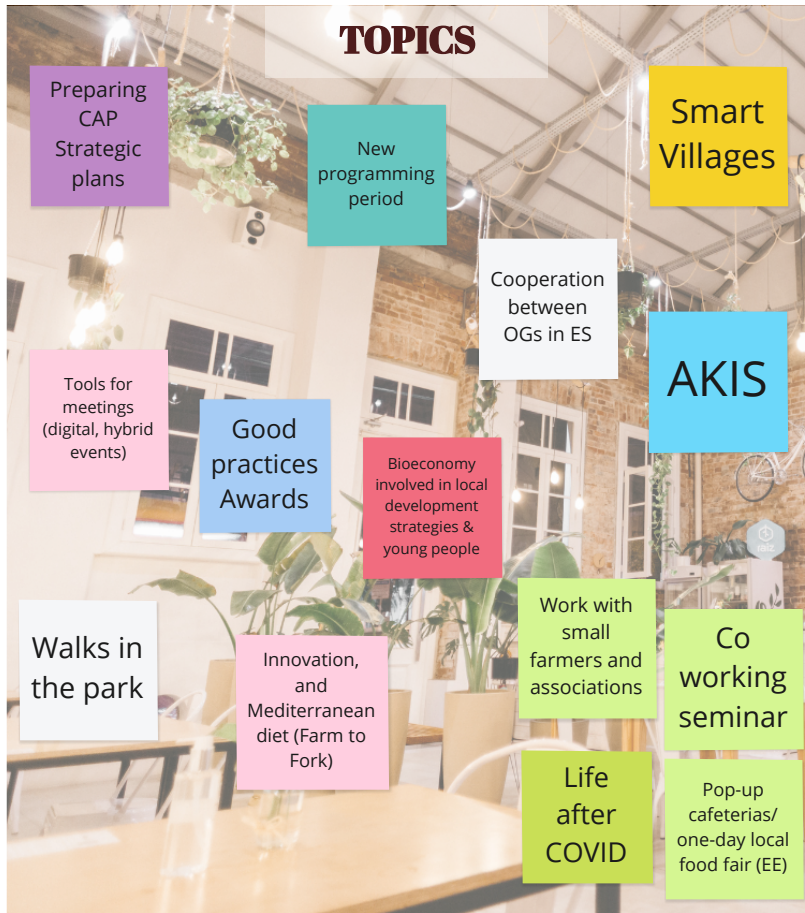 TOPICS
Preparing
CAP
Strategic
plans
New
programming
period
Smart
Villages
Cooperation
between
OGs in ES
AKIS
Tools for
meetings
(digital, hybrid
events)
Good
practices
Awards
Bioeconomy
involved in local
development
strategies &
young people
Walks in
the park
Innovation,
and
Mediterranean
diet (Farm to
Fork)
Work with
small
farmers and
associations
Co
working
seminar
Life
after
COVID
Pop-up
cafeterias/
one-day local
food fair (EE)